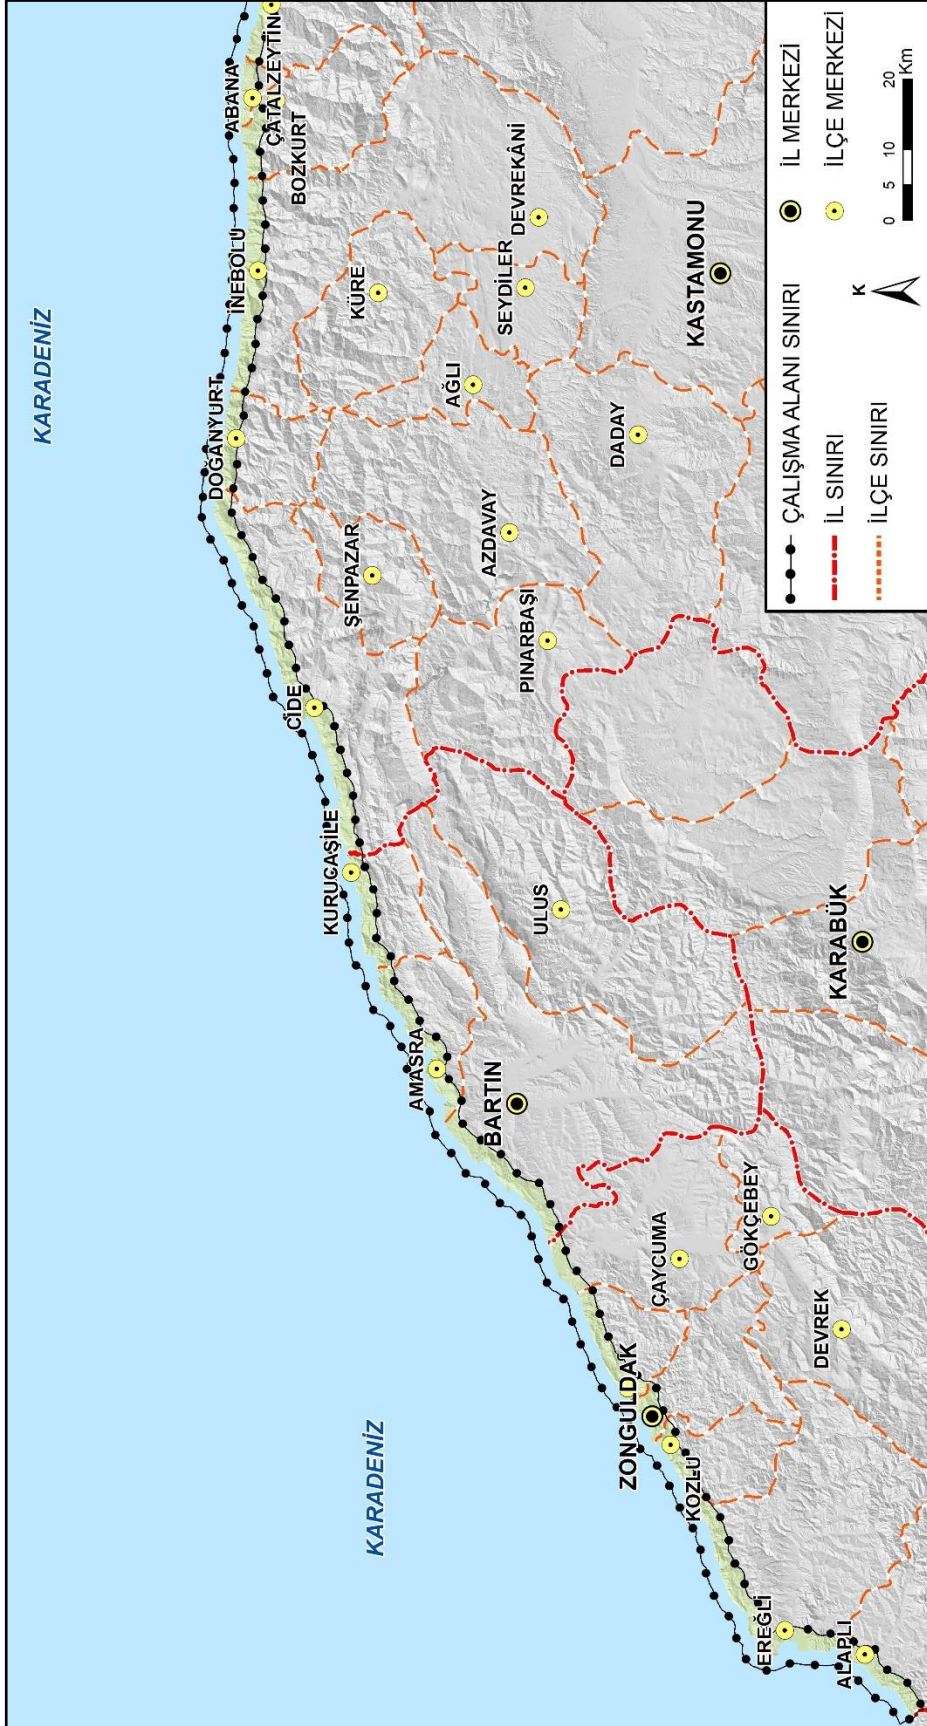 KARADENİZ
KARADENİZ
ABANA
ÇATALZEYTİN
BOZKURT
İNEBOLU
DOĞANYURT
KÜRE
DEVREKÂNİ
SEYDİLER
AĞLI
KASTAMONU
DADAY
AZDAVAY
ŞENPAZAR
PINARBAŞI
CİDE
KURUCAŞİLE
ULUS
KARABÜK
AMASRA
BARTIN
GÖKÇEBEY
ÇAYCUMA
DEVREK
ZONGULDAK
KOZLU
EREĞLİ
ALAPLI
ÇALIŞMA ALANI SINIRI
İL SINIRI
İLÇE SINIRI
İL MERKEZİ
İLÇE MERKEZİ
K
0 5 10 20
Km